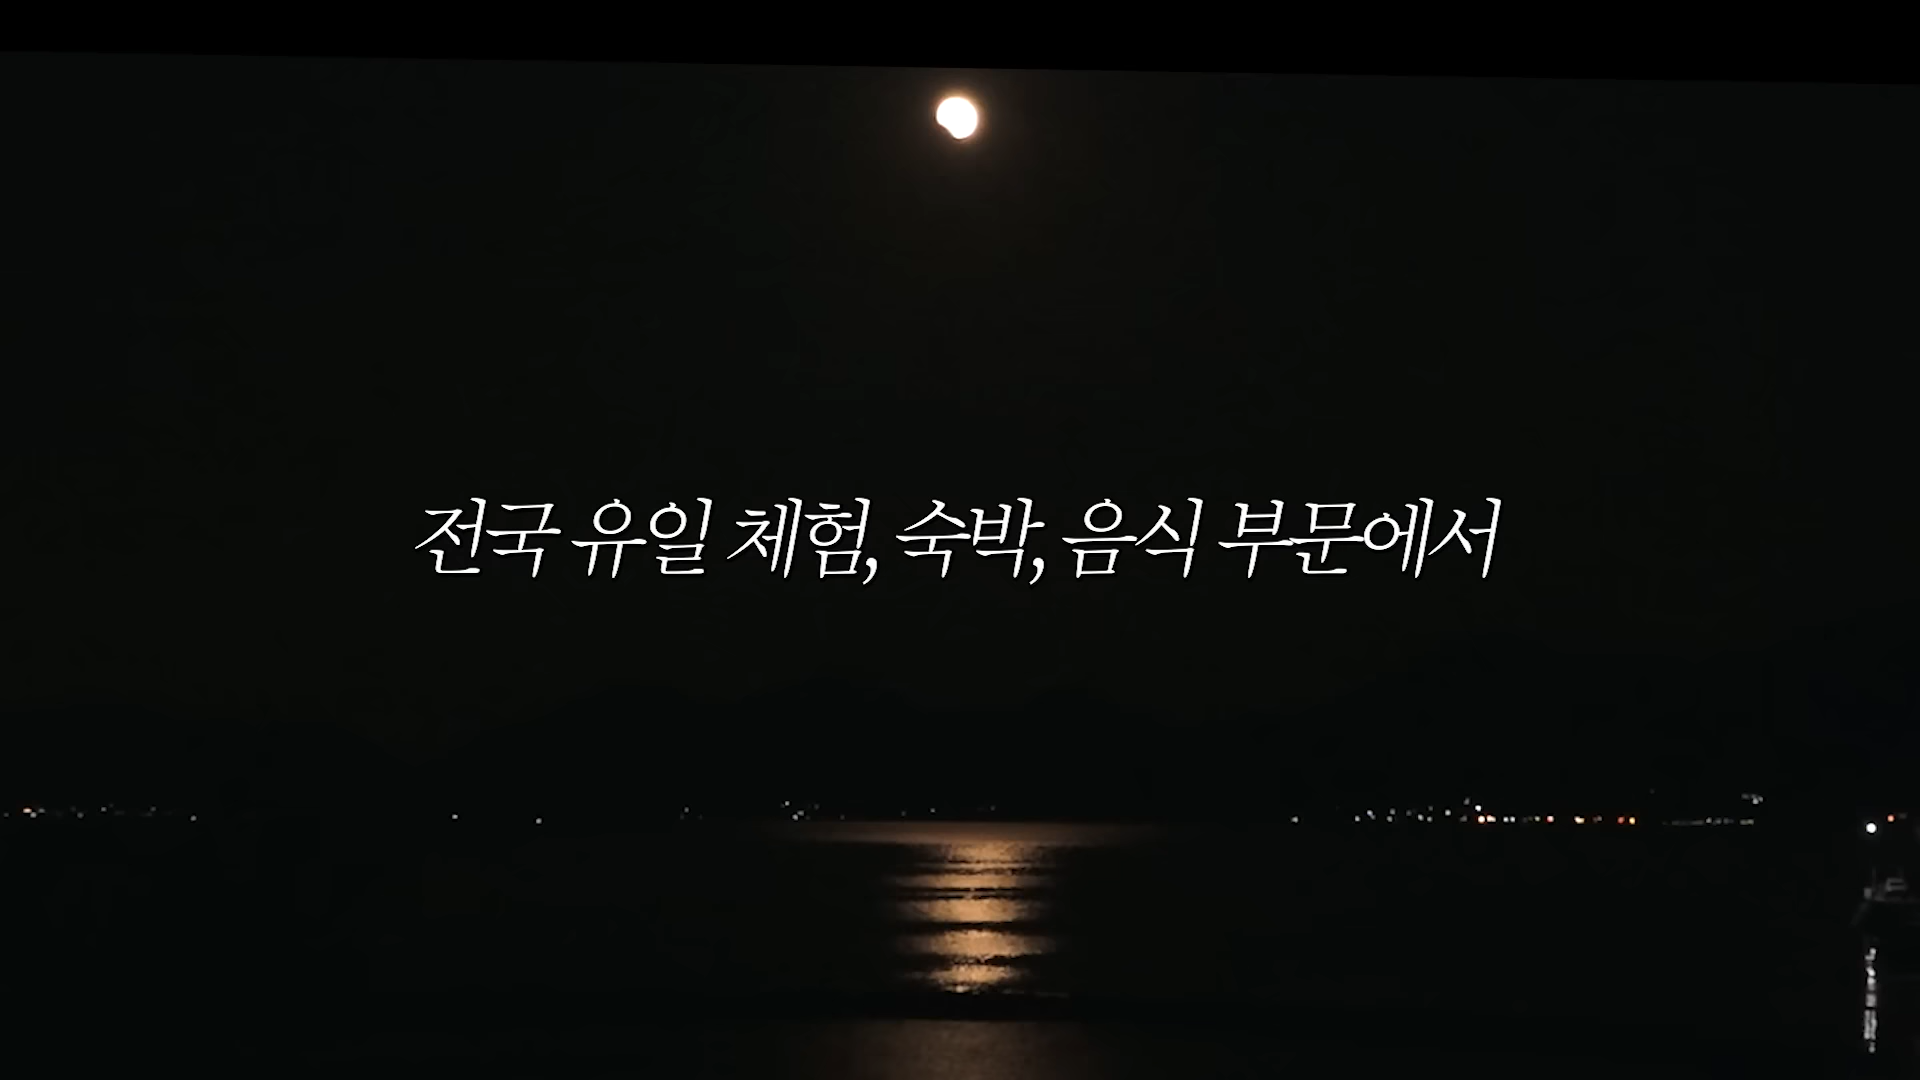 전국 유일 체험, 숙박, 음식 부문에서